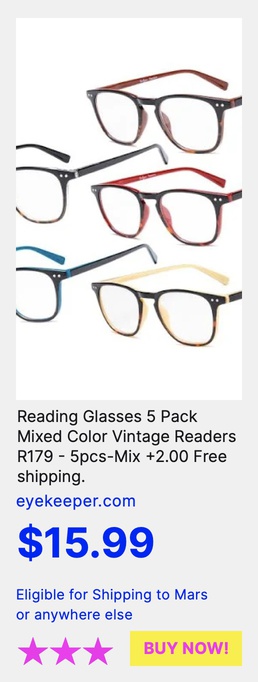 Reading Glasses 5 Pack
Mixed Color Vintage Readers
R179 - 5pcs-Mix +2.00 Free
shipping.
eyekeeper.com
$15.99
Eligible for Shipping to Mars
or anywhere else
BUY NOW!